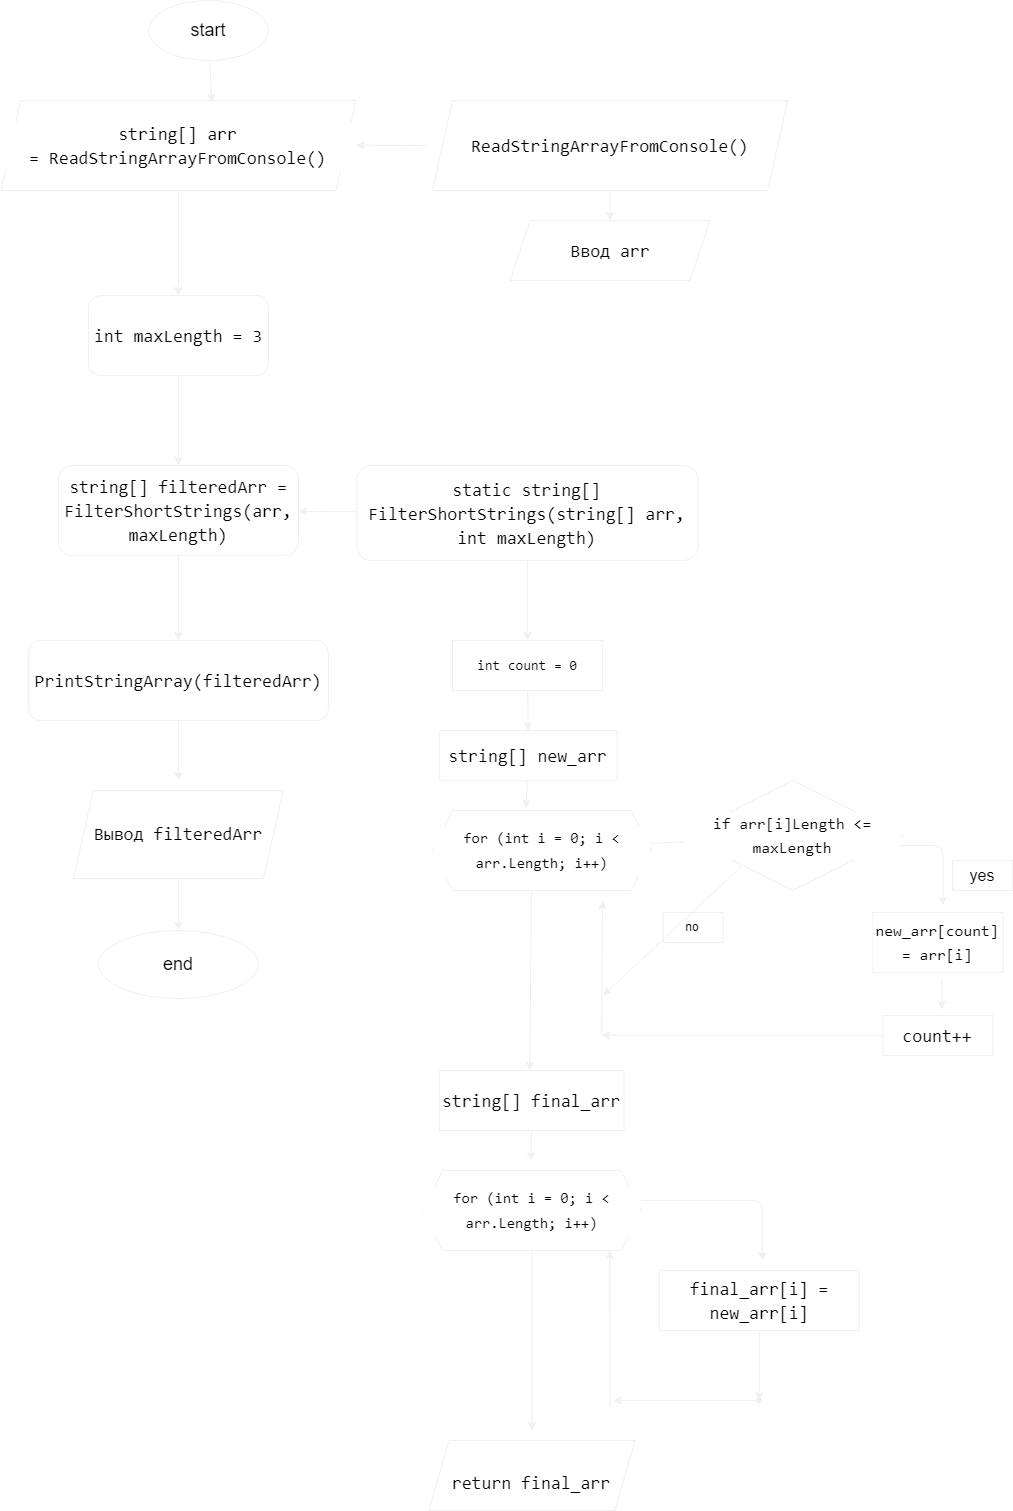 start
string[] arr
= ReadStringArrayFromConsole()
ReadStringArrayFromConsole()
Ввод arr
int maxLength = 3
string[] filteredArr =
FilterShortStrings(arr,
maxLength)
static string[]
FilterShortStrings(string[] arr,
int maxLength)
PrintStringArray(filteredArr)
Вывод filteredArr
end
int count = 0
string[] new_arr
for (int i = 0; i <
arr.Length; i++)
if arr[i]Length <=
maxLength
yes
no
new_arr[count]
= arr[i]
count++
string[] final_arr
for (int i = 0; i <
arr.Length; i++)
final_arr[i] =
new_arr[i]
return final_arr